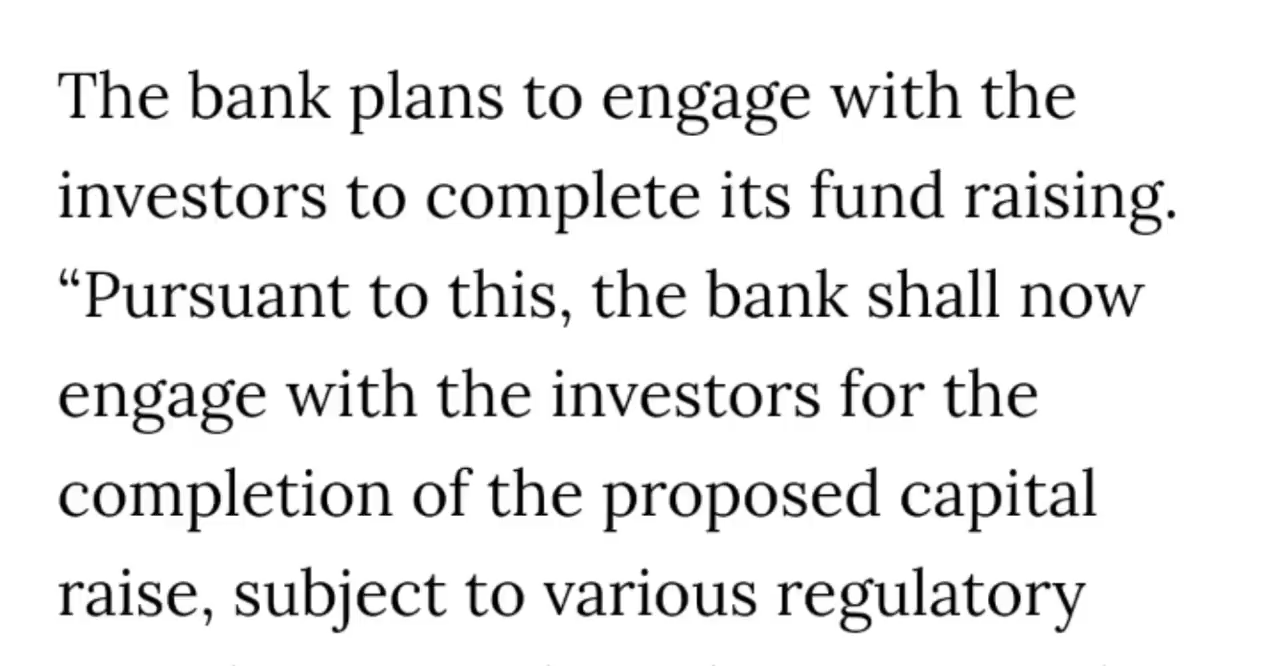 The bank plans to engage with the
investors to complete its fund raising.
“Pursuant to this, the bank shall now
engage with the investors for the
completion of the proposed capital
raise, subject to various regulatory